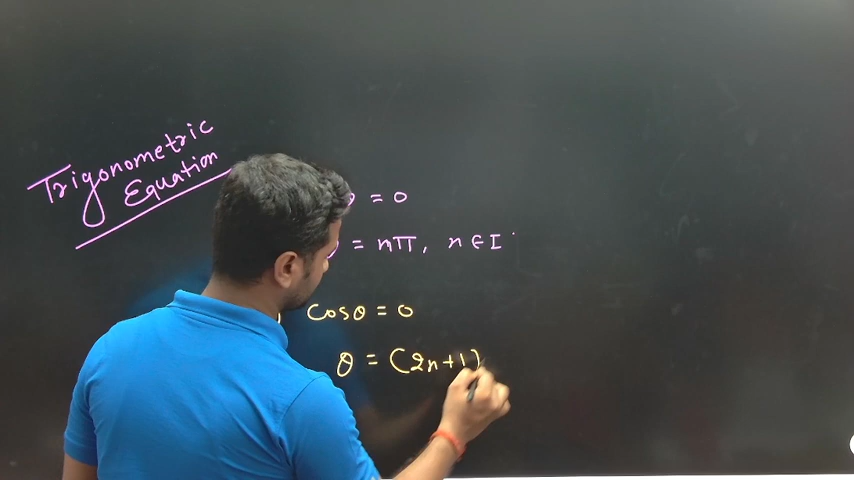 Trigonometric
Equation
θ = 0
= nπ, n ∈ I
Cosθ = 0
θ = (2n+1)